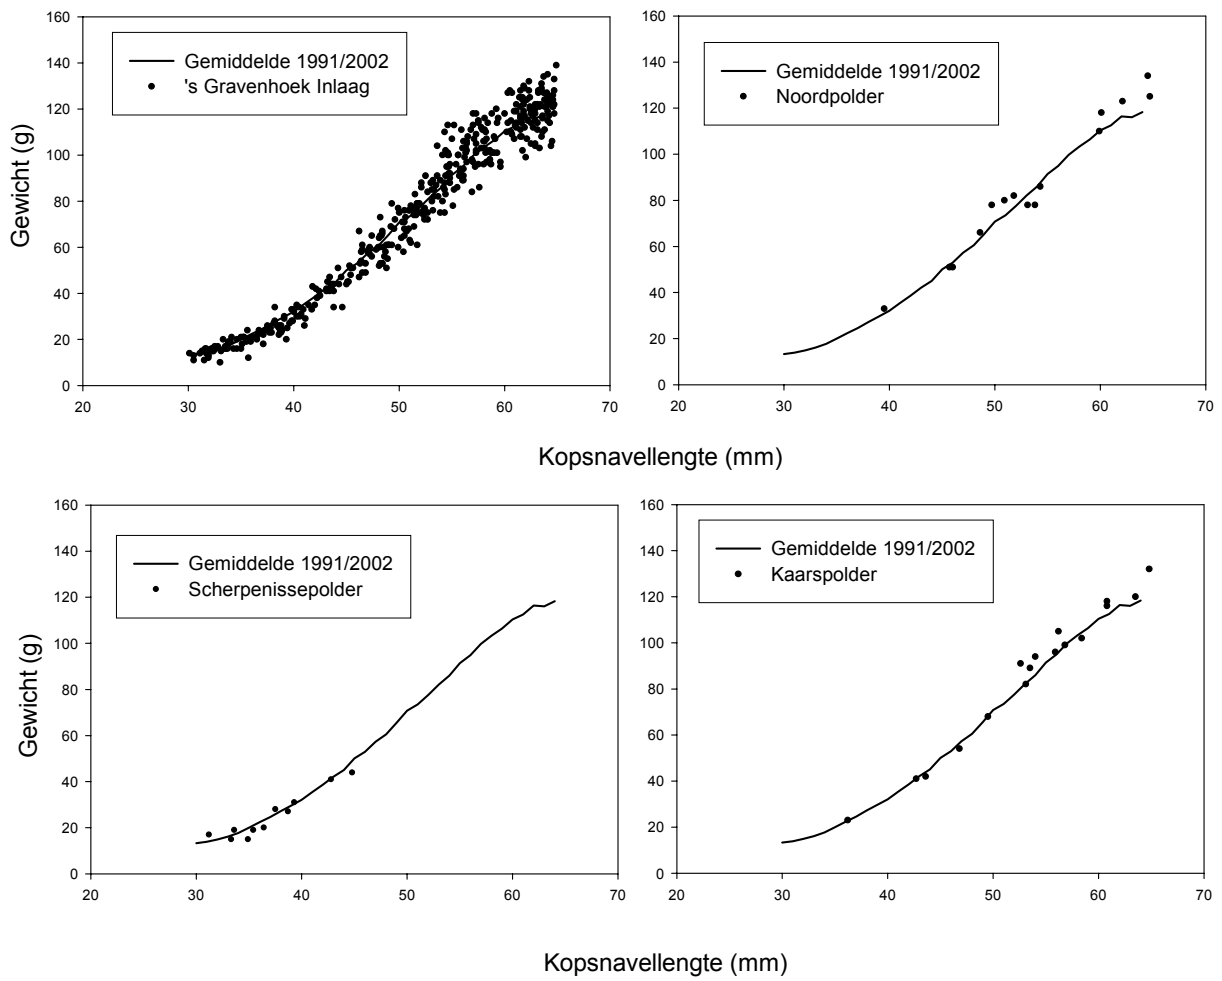 160
140
120
100
80
60
40
20
0
20 30 40 50 60 70
Gewicht (g)
Gemiddelde 1991/2002
's Gravenhoek Inlaag
160
140
120
100
80
60
40
20
0
20 30 40 50 60 70
Gemiddelde 1991/2002
Noordpolder
Kopsnavellengte (mm)
160
140
120
100
80
60
40
20
0
20 30 40 50 60 70
Gewicht (g)
Gemiddelde 1991/2002
Scherpenissepolder
160
140
120
100
80
60
40
20
0
20 30 40 50 60 70
Gemiddelde 1991/2002
Kaarspolder
Kopsnavellengte (mm)